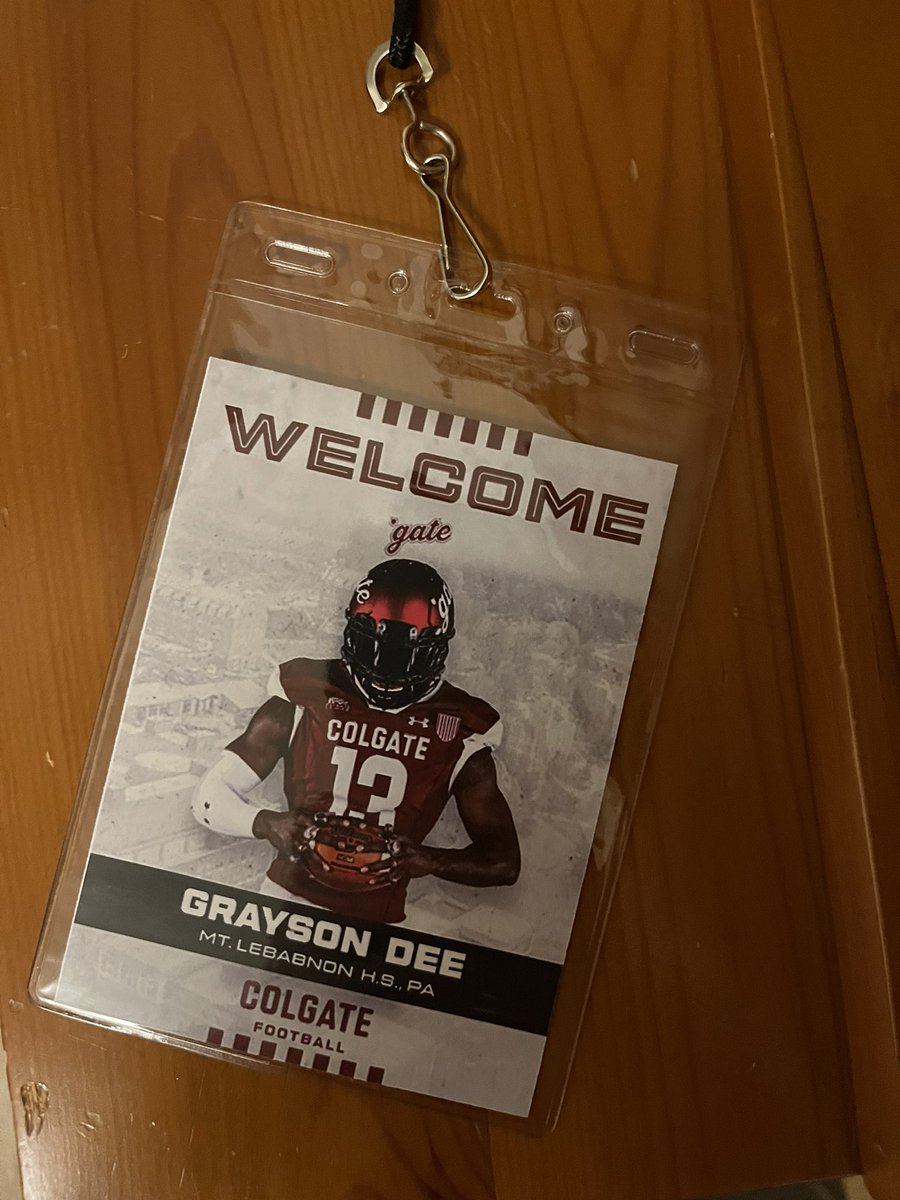 WELCOME
'gate
COLGATE
13
GRAYSON DEE
MT. LEBABNON H.S., PA
COLGATE
FOOTBALL